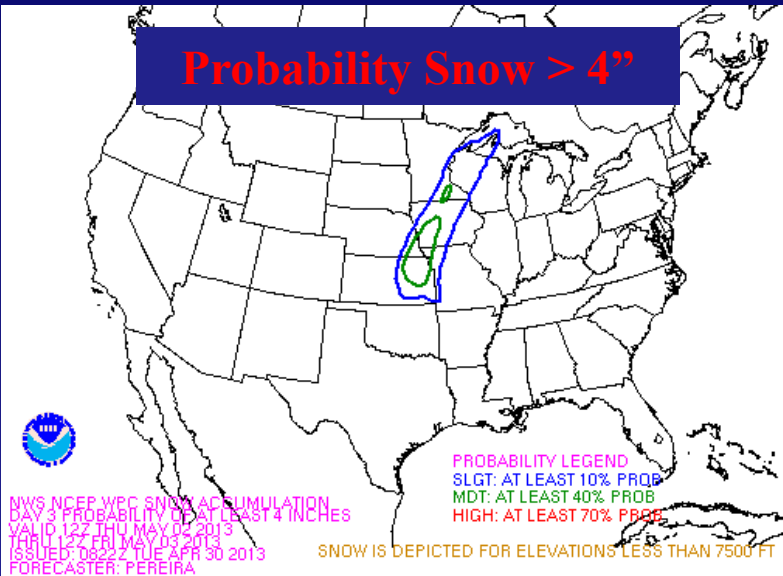 Probability Snow > 4”
PROBABILITY LEGEND
SLGT: AT LEAST 10% PROB
MDT: AT LEAST 40% PROB
HIGH: AT LEAST 70% PROB
NWS NCEP WPC SNOW ACCUMULATION
DAY 3 PROBABILITY OF AT LEAST 4 INCHES
VALID 12Z THU MAY 02 2013
THRU 12Z FRI MAY 03 2013
ISSUED: 0822Z TUE APR 30 2013
FORECASTER: PEREIRA
SNOW IS DEPICTED FOR ELEVATIONS LESS THAN 7500 FT